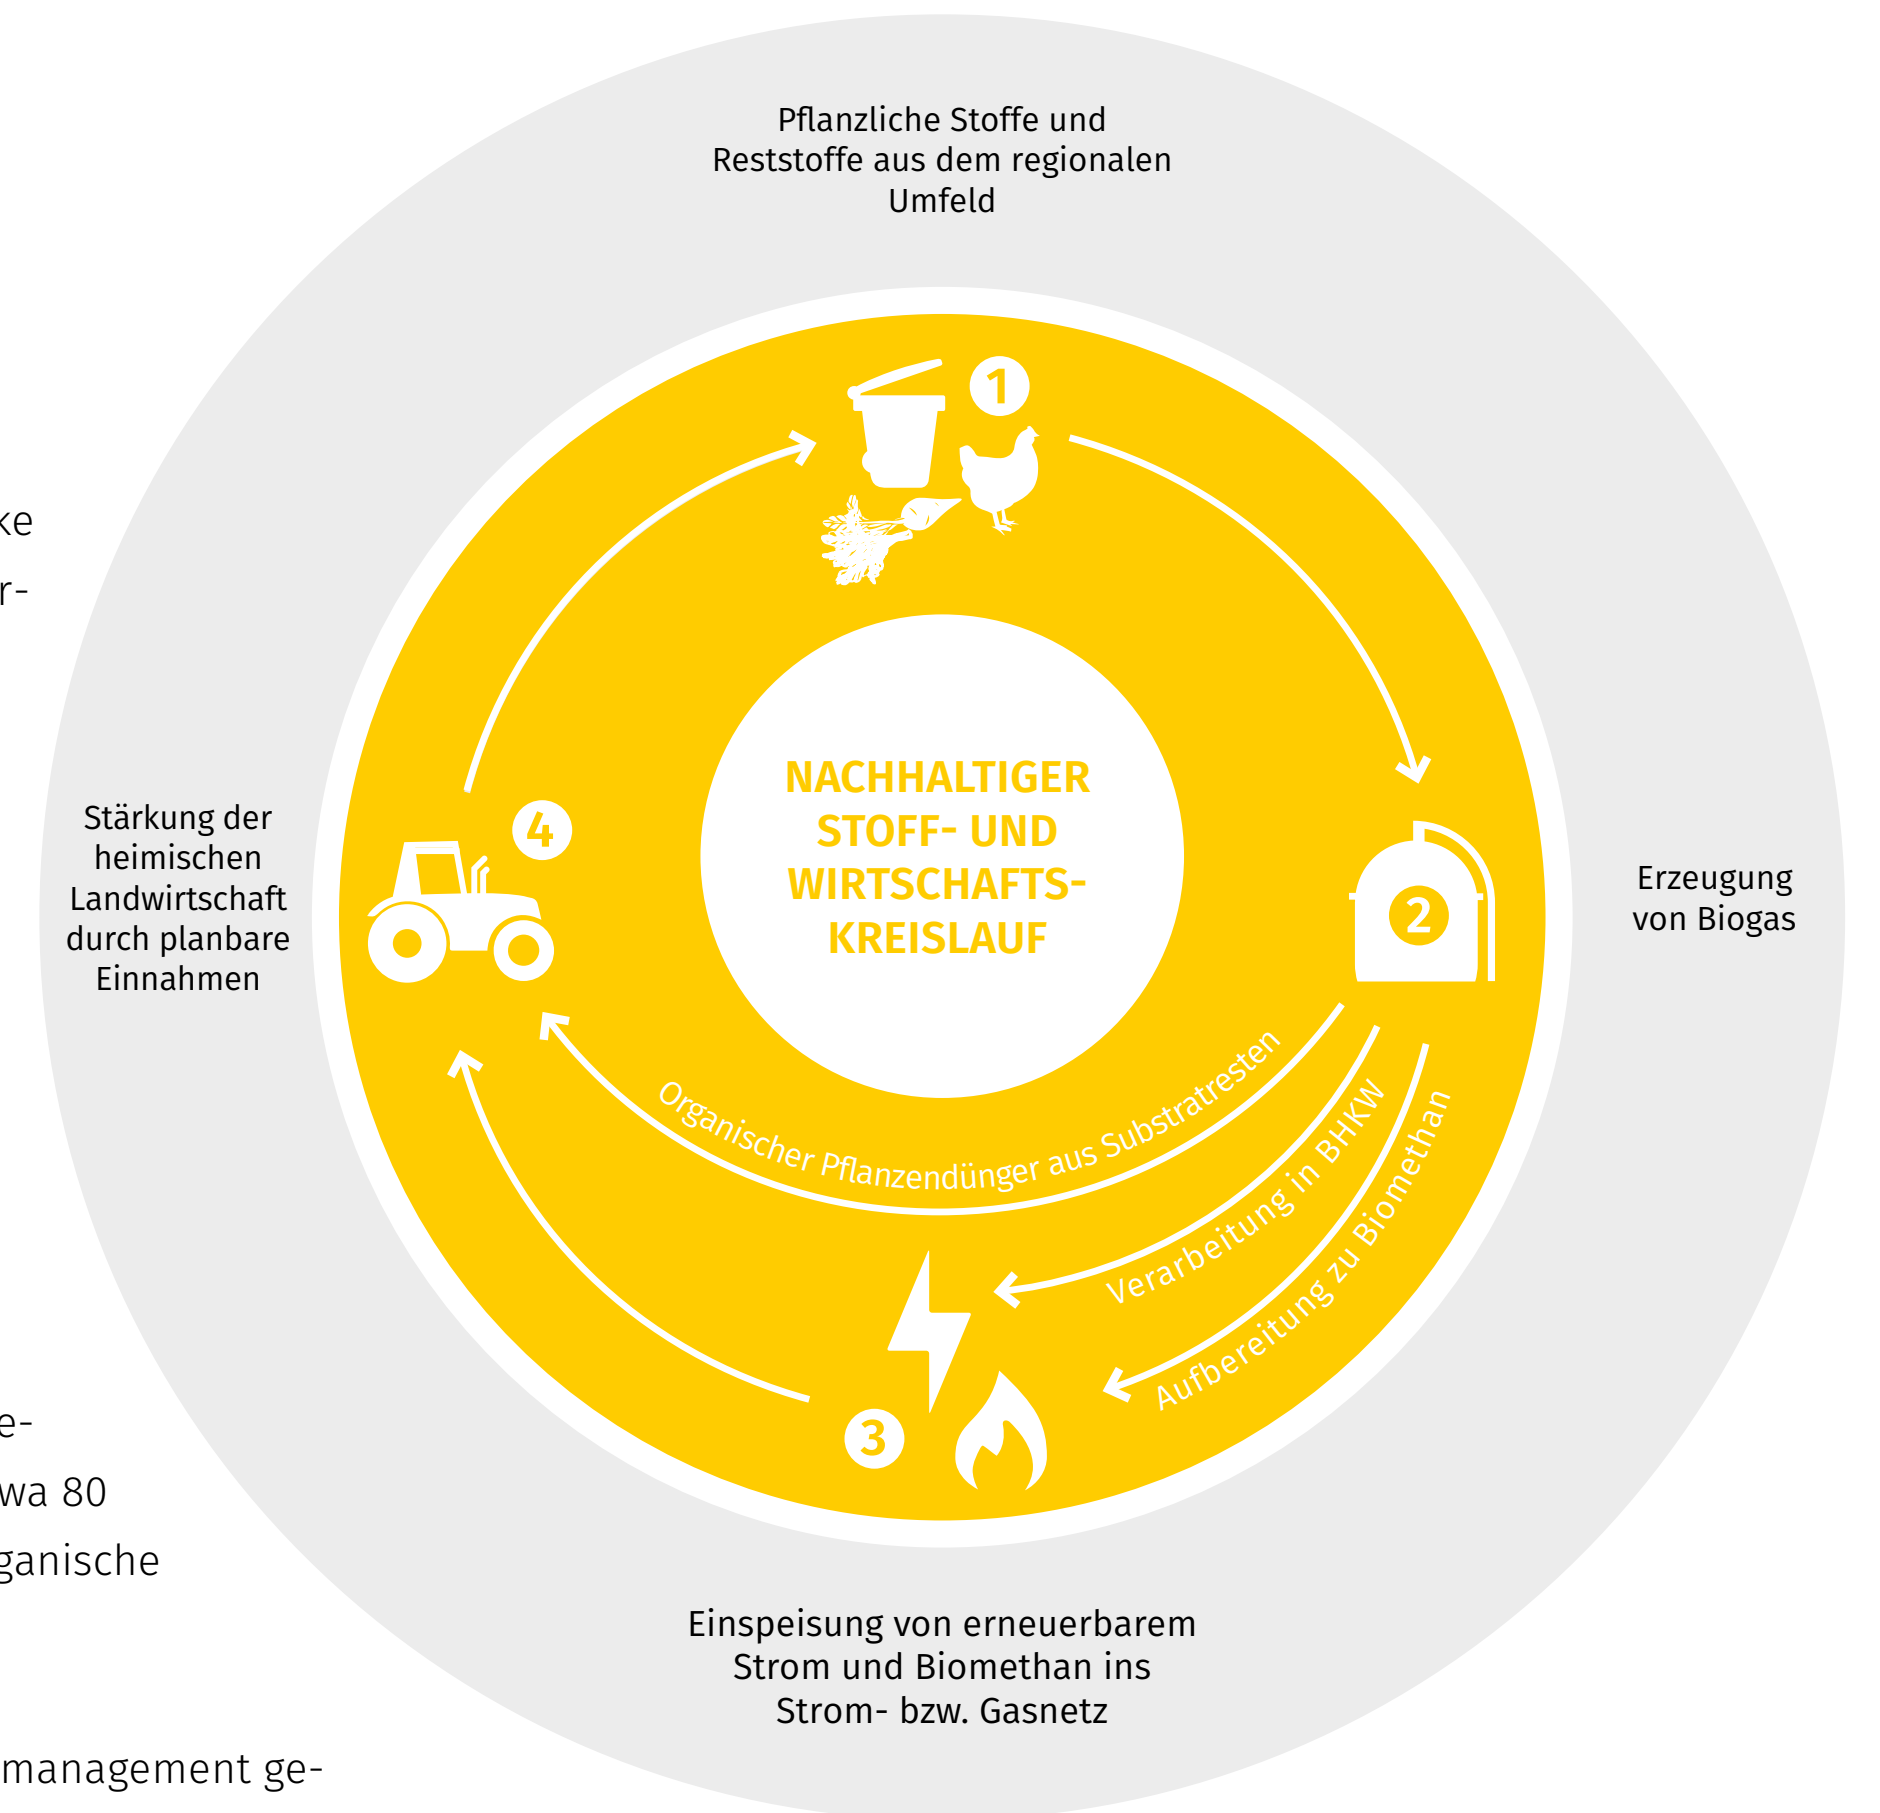 Pflanzliche Stoffe und
Reststoffe aus dem regionalen
Umfeld
1
ke
r-
NACHHALTIGER
STOFF- UND
WIRTSCHAFTS-
KREISLAUF
Stärkung der
heimischen
Landwirtschaft
durch planbare
Einnahmen
4
2
Erzeugung
von Biogas
Organischer Pflanzendünger aus Substratresten
Verarbeitung in BHKW
Aufbereitung zu Biomethan
3
e-
wa 80
ganische
Einspeisung von erneuerbarem
Strom und Biomethan ins
Strom- bzw. Gasnetz
management ge-